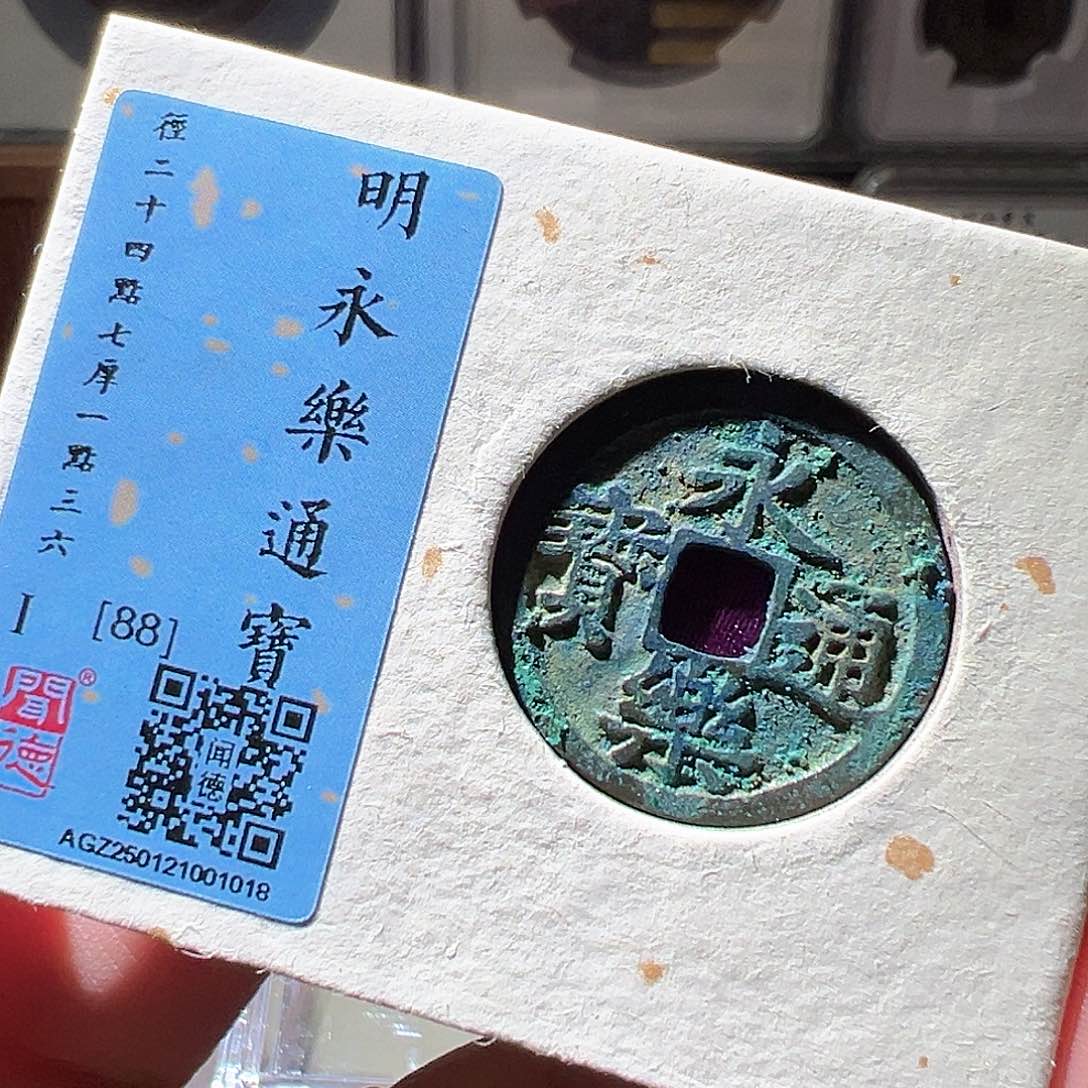 明永樂通寶
徑二十四點七厚一點三六
I [88]
聞德®
闻德
AGZ250121001018
永樂通寶